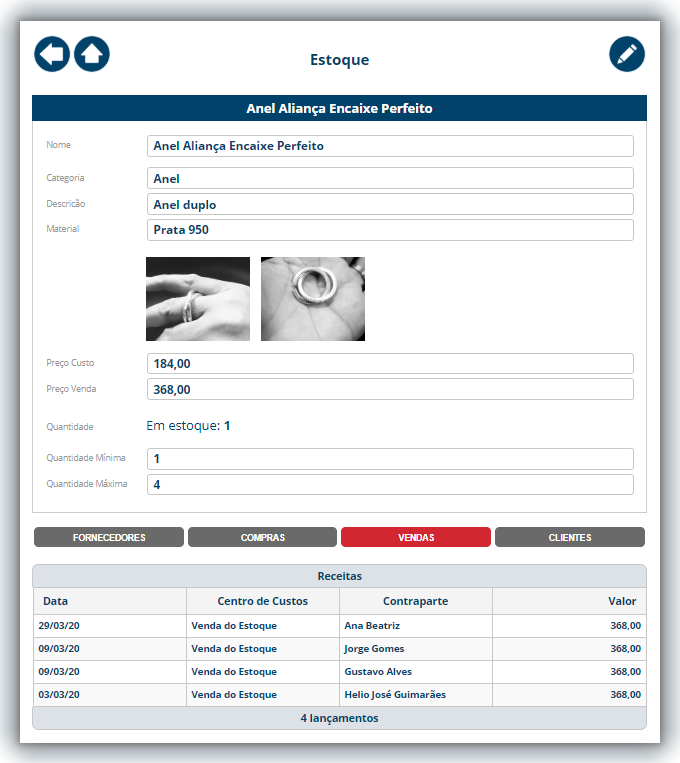 Estoque
Anel Aliança Encaixe Perfeito
Nome Anel Aliança Encaixe Perfeito
Categoria Anel
Descricão Anel duplo
Material Prata 950
Preço Custo 184,00
Preço Venda 368,00
Quantidade Em estoque: 1
Quantidade Mínima 1
Quantidade Máxima 4
FORNECEDORES COMPRAS VENDAS CLIENTES
Receitas
Data Centro de Custos Contraparte Valor
29/03/20 Venda do Estoque Ana Beatriz 368,00
09/03/20 Venda do Estoque Jorge Gomes 368,00
09/03/20 Venda do Estoque Gustavo Alves 368,00
03/03/20 Venda do Estoque Helio José Guimarães 368,00
4 lançamentos